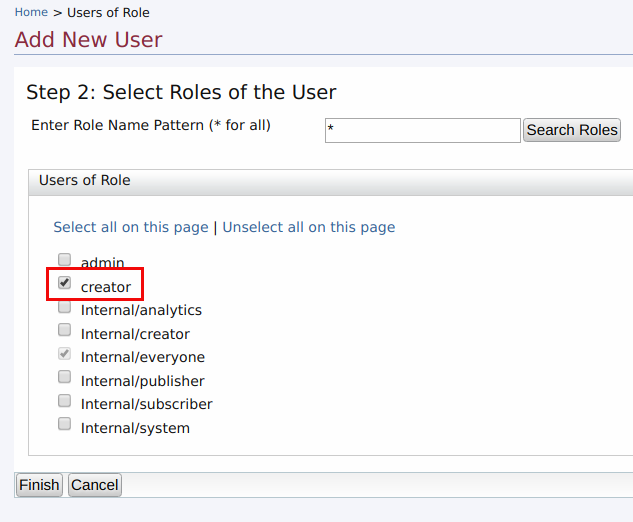 Home > Users of Role
Add New User
Step 2: Select Roles of the User
Enter Role Name Pattern (* for all) * Search Roles
Users of Role
Select all on this page | Unselect all on this page
admin
creator
Internal/analytics
Internal/creator
Internal/everyone
Internal/publisher
Internal/subscriber
Internal/system
Finish Cancel